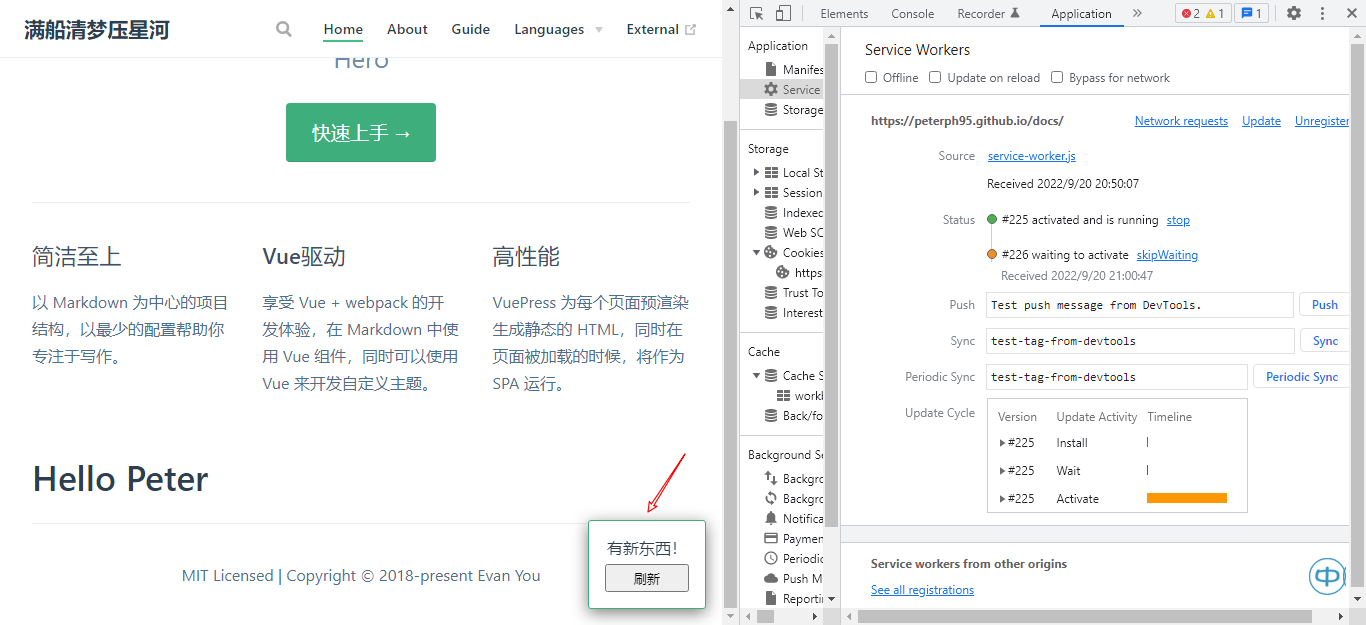 满船清梦压星河
Home
About
Guide
Languages
External
Hero
快速上手 →
简洁至上
以 Markdown 为中心的项目
结构，以最少的配置帮助你
专注于写作。
Vue驱动
享受 Vue + webpack 的开
发体验，在 Markdown 中使
用 Vue 组件，同时可以使用
Vue 来开发自定义主题。
高性能
VuePress 为每个页面预渲染
生成静态的 HTML，同时在
页面被加载的时候，将作为
SPA 运行。
Hello Peter
有新东西！
刷新
MIT Licensed | Copyright © 2018-present Evan You
Elements
Console
Recorder
Application
2
1
1
Application
Manifes
Service
Storage
Storage
Local St
Session
Indexed
Web SC
Cookies
https
Trust To
Interest
Cache
Cache S
workl
Back/fo
Background Se
Backgro
Backgro
Notifica
Paymen
Periodic
Push M
Reportin
Service Workers
Offline
Update on reload
Bypass for network
https://peterph95.github.io/docs/
Network requests
Update
Unregister
Source
service-worker.js
Received 2022/9/20 20:50:07
Status
#225 activated and is running
stop
#226 waiting to activate
skipWaiting
Received 2022/9/20 21:00:47
Push
Test push message from DevTools.
Push
Sync
test-tag-from-devtools
Sync
Periodic Sync
test-tag-from-devtools
Periodic Sync
Update Cycle
Version
Update Activity
Timeline
#225
Install
#225
Wait
#225
Activate
Service workers from other origins
See all registrations